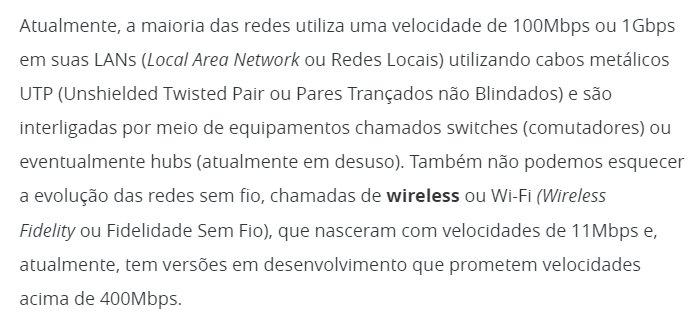 Atualmente, a maioria das redes utiliza uma velocidade de 100Mbps ou 1Gbps
em suas LANs (Local Area Network ou Redes Locais) utilizando cabos metálicos
UTP (Unshielded Twisted Pair ou Pares Trançados não Blindados) e são
interligadas por meio de equipamentos chamados switches (comutadores) ou
eventualmente hubs (atualmente em desuso). Também não podemos esquecer
a evolução das redes sem fio, chamadas de wireless ou Wi-Fi (Wireless
Fidelity ou Fidelidade Sem Fio), que nasceram com velocidades de 11Mbps e,
atualmente, tem versões em desenvolvimento que prometem velocidades
acima de 400Mbps.